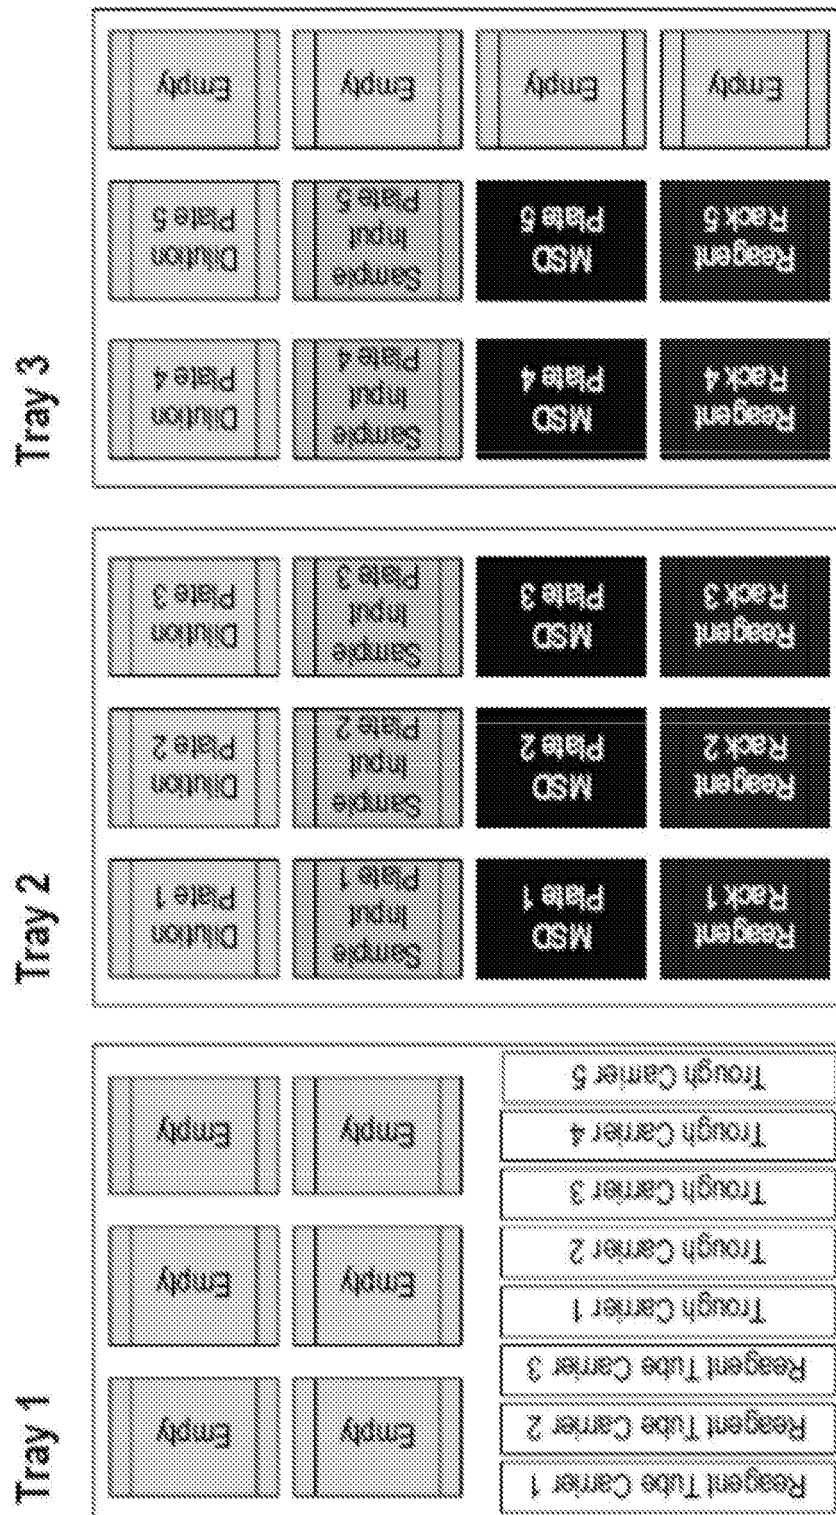 Tray 3
Empty
Empty
Empty
Empty
Dilution
Plate 5
Sample
Input
Plate 5
MSD
Plate 5
Reagent
Rack 5
Dilution
Plate 4
Sample
Input
Plate 4
MSD
Plate 4
Reagent
Rack 4
Tray 2
Dilution
Plate 3
Sample
Input
Plate 3
MSD
Plate 3
Reagent
Rack 3
Dilution
Plate 2
Sample
Input
Plate 2
MSD
Plate 2
Reagent
Rack 2
Dilution
Plate 1
Sample
Input
Plate 1
MSD
Plate 1
Reagent
Rack 1
Tray 1
Empty
Empty
Empty
Empty
Empty
Empty
Trough Carrier 5
Trough Carrier 4
Trough Carrier 3
Trough Carrier 2
Trough Carrier 1
Reagent Tube Carrier 3
Reagent Tube Carrier 2
Reagent Tube Carrier 1